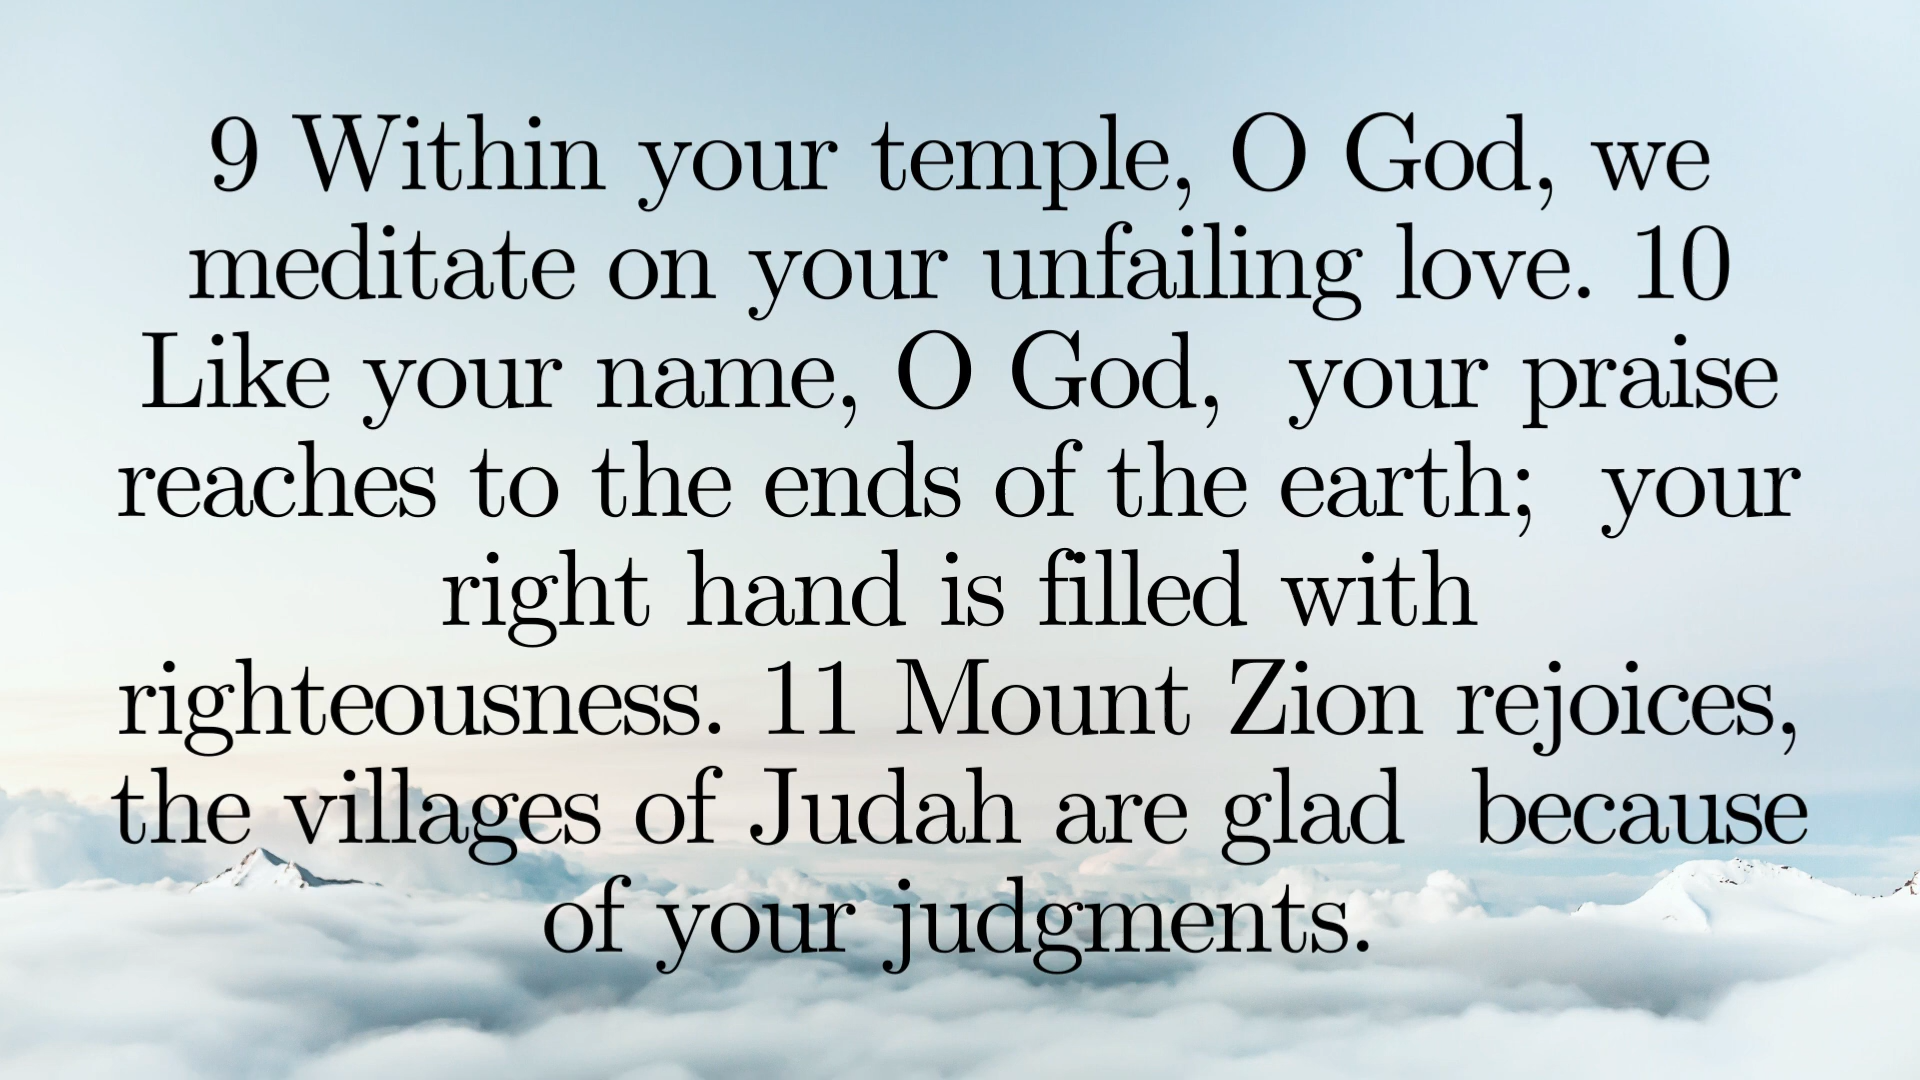 9 Within your temple, O God, we
meditate on your unfailing love. 10
Like your name, O God,  your praise
reaches to the ends of the earth;  your
right hand is filled with
righteousness. 11 Mount Zion rejoices,
the villages of Judah are glad  because
of your judgments.